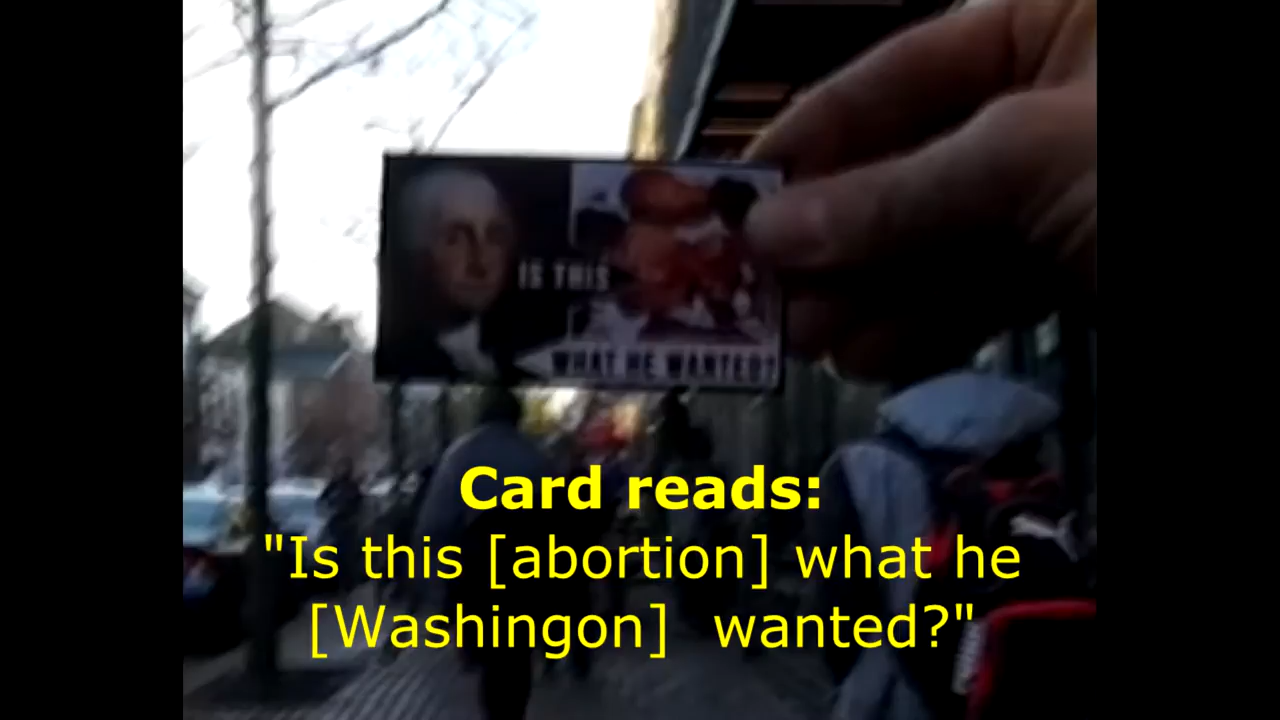 IS THIS
WHAT HE WANTED?
Card reads:
"Is this [abortion] what he
[Washingon]  wanted?"